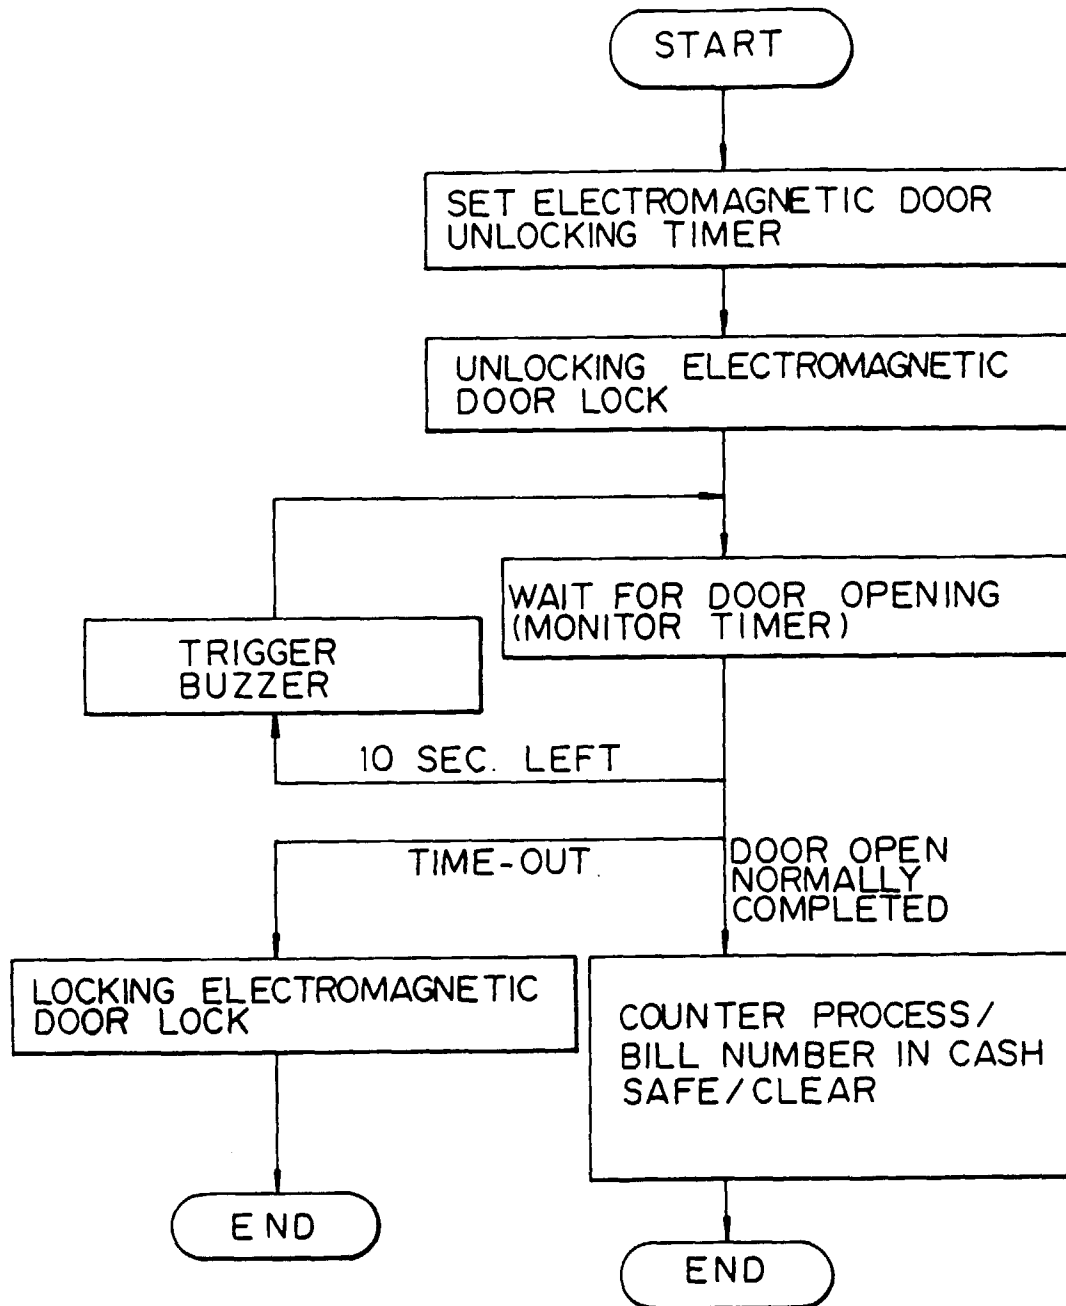 START
SET ELECTROMAGNETIC DOOR
UNLOCKING TIMER
UNLOCKING ELECTROMAGNETIC
DOOR LOCK
WAIT FOR DOOR OPENING
(MONITOR TIMER)
TRIGGER
BUZZER
10 SEC. LEFT
TIME-OUT
DOOR OPEN
NORMALLY
COMPLETED
LOCKING ELECTROMAGNETIC
DOOR LOCK
COUNTER PROCESS/
BILL NUMBER IN CASH
SAFE/CLEAR
END
END